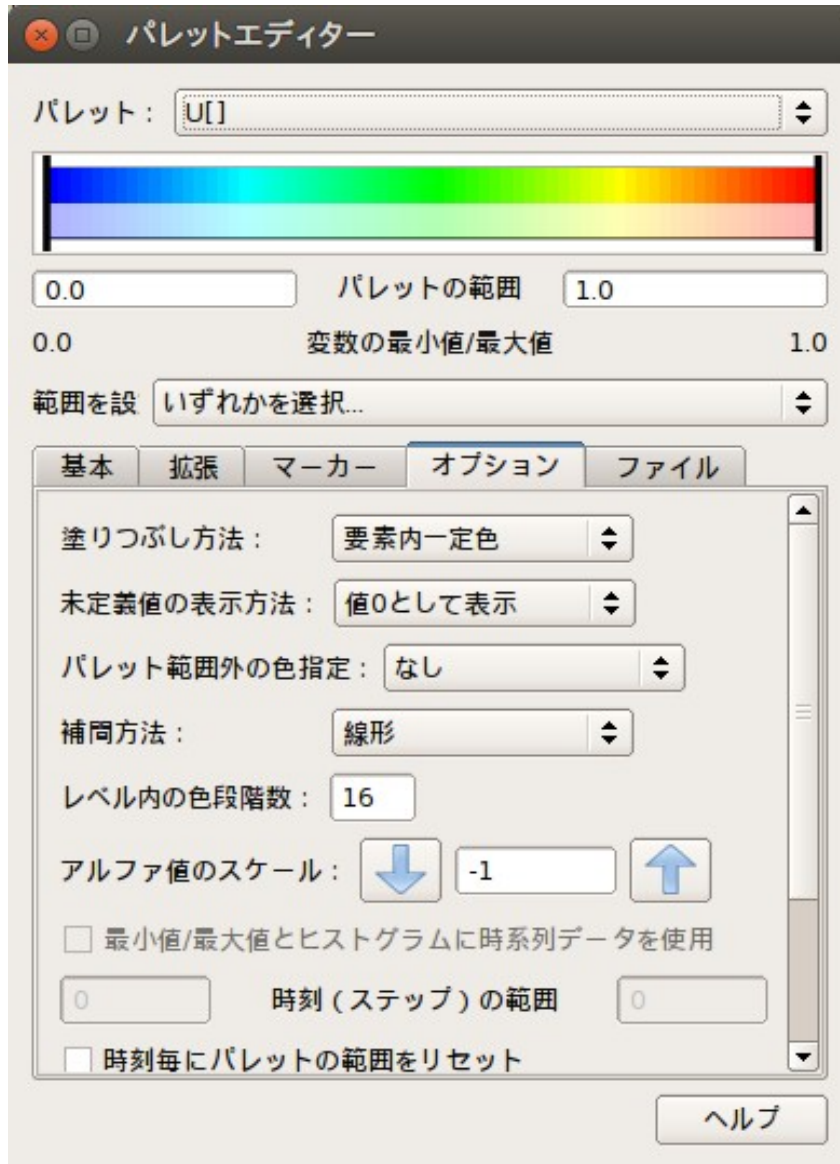 パレットエディター
パレット： U[]
0.0 パレットの範囲 1.0
0.0 変数の最小値/最大値 1.0
範囲を設 いずれかを選択...
基本 拡張 マーカー オプション ファイル
塗りつぶし方法： 要素内一定色
未定義値の表示方法： 値0として表示
パレット範囲外の色指定： なし
補間方法： 線形
レベル内の色段階数： 16
アルファ値のスケール： -1
最小値/最大値とヒストグラムに時系列データを使用
0 時刻（ステップ）の範囲 0
時刻毎にパレットの範囲をリセット
ヘルプ